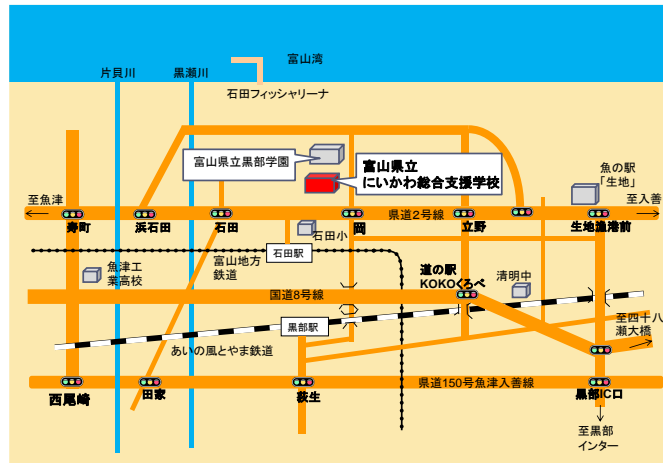 富山湾
片貝川
黒瀬川
石田フィッシャリーナ
富山県立黒部学園
富山県立
にいかわ総合支援学校
魚の駅
「生地」
至魚津
至入善
県道2号線
寿町
浜石田
石田
岡
立野
生地漁港前
石田小
富山地方
鉄道
石田駅
道の駅
KOKOくろべ
清明中
魚津工
業高校
国道8号線
至四十八
瀬大橋
黒部駅
あいの風とやま鉄道
県道150号魚津入善線
西尾崎
田家
萩生
黒部IC口
至黒部
インター